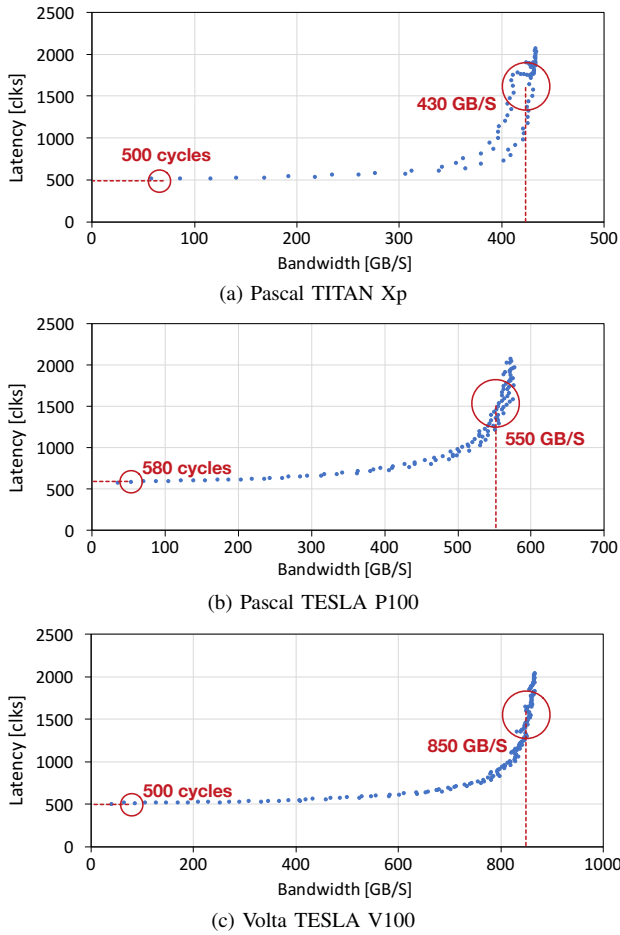 2500
2000
1500
1000
500
0
Latency [clks]
430 GB/S
500 cycles
0 100 200 300 400 500
Bandwidth [GB/S]
(a) Pascal TITAN Xp
2500
2000
1500
1000
500
0
Latency [clks]
550 GB/S
580 cycles
0 100 200 300 400 500 600 700
Bandwidth [GB/S]
(b) Pascal TESLA P100
2500
2000
1500
1000
500
0
Latency [clks]
850 GB/S
500 cycles
0 200 400 600 800 1000
Bandwidth [GB/S]
(c) Volta TESLA V100